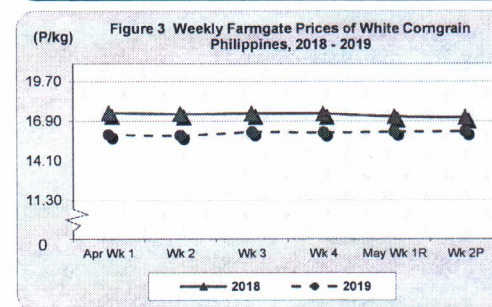 Figure 3 Weekly Farmgate Prices of White Corngrain
Philippines, 2018 - 2019
(P/kg)
19.70
16.90
14.10
11.30
0
Apr Wk 1 Wk 2 Wk 3 Wk 4 May Wk 1R Wk 2P
2018 2019